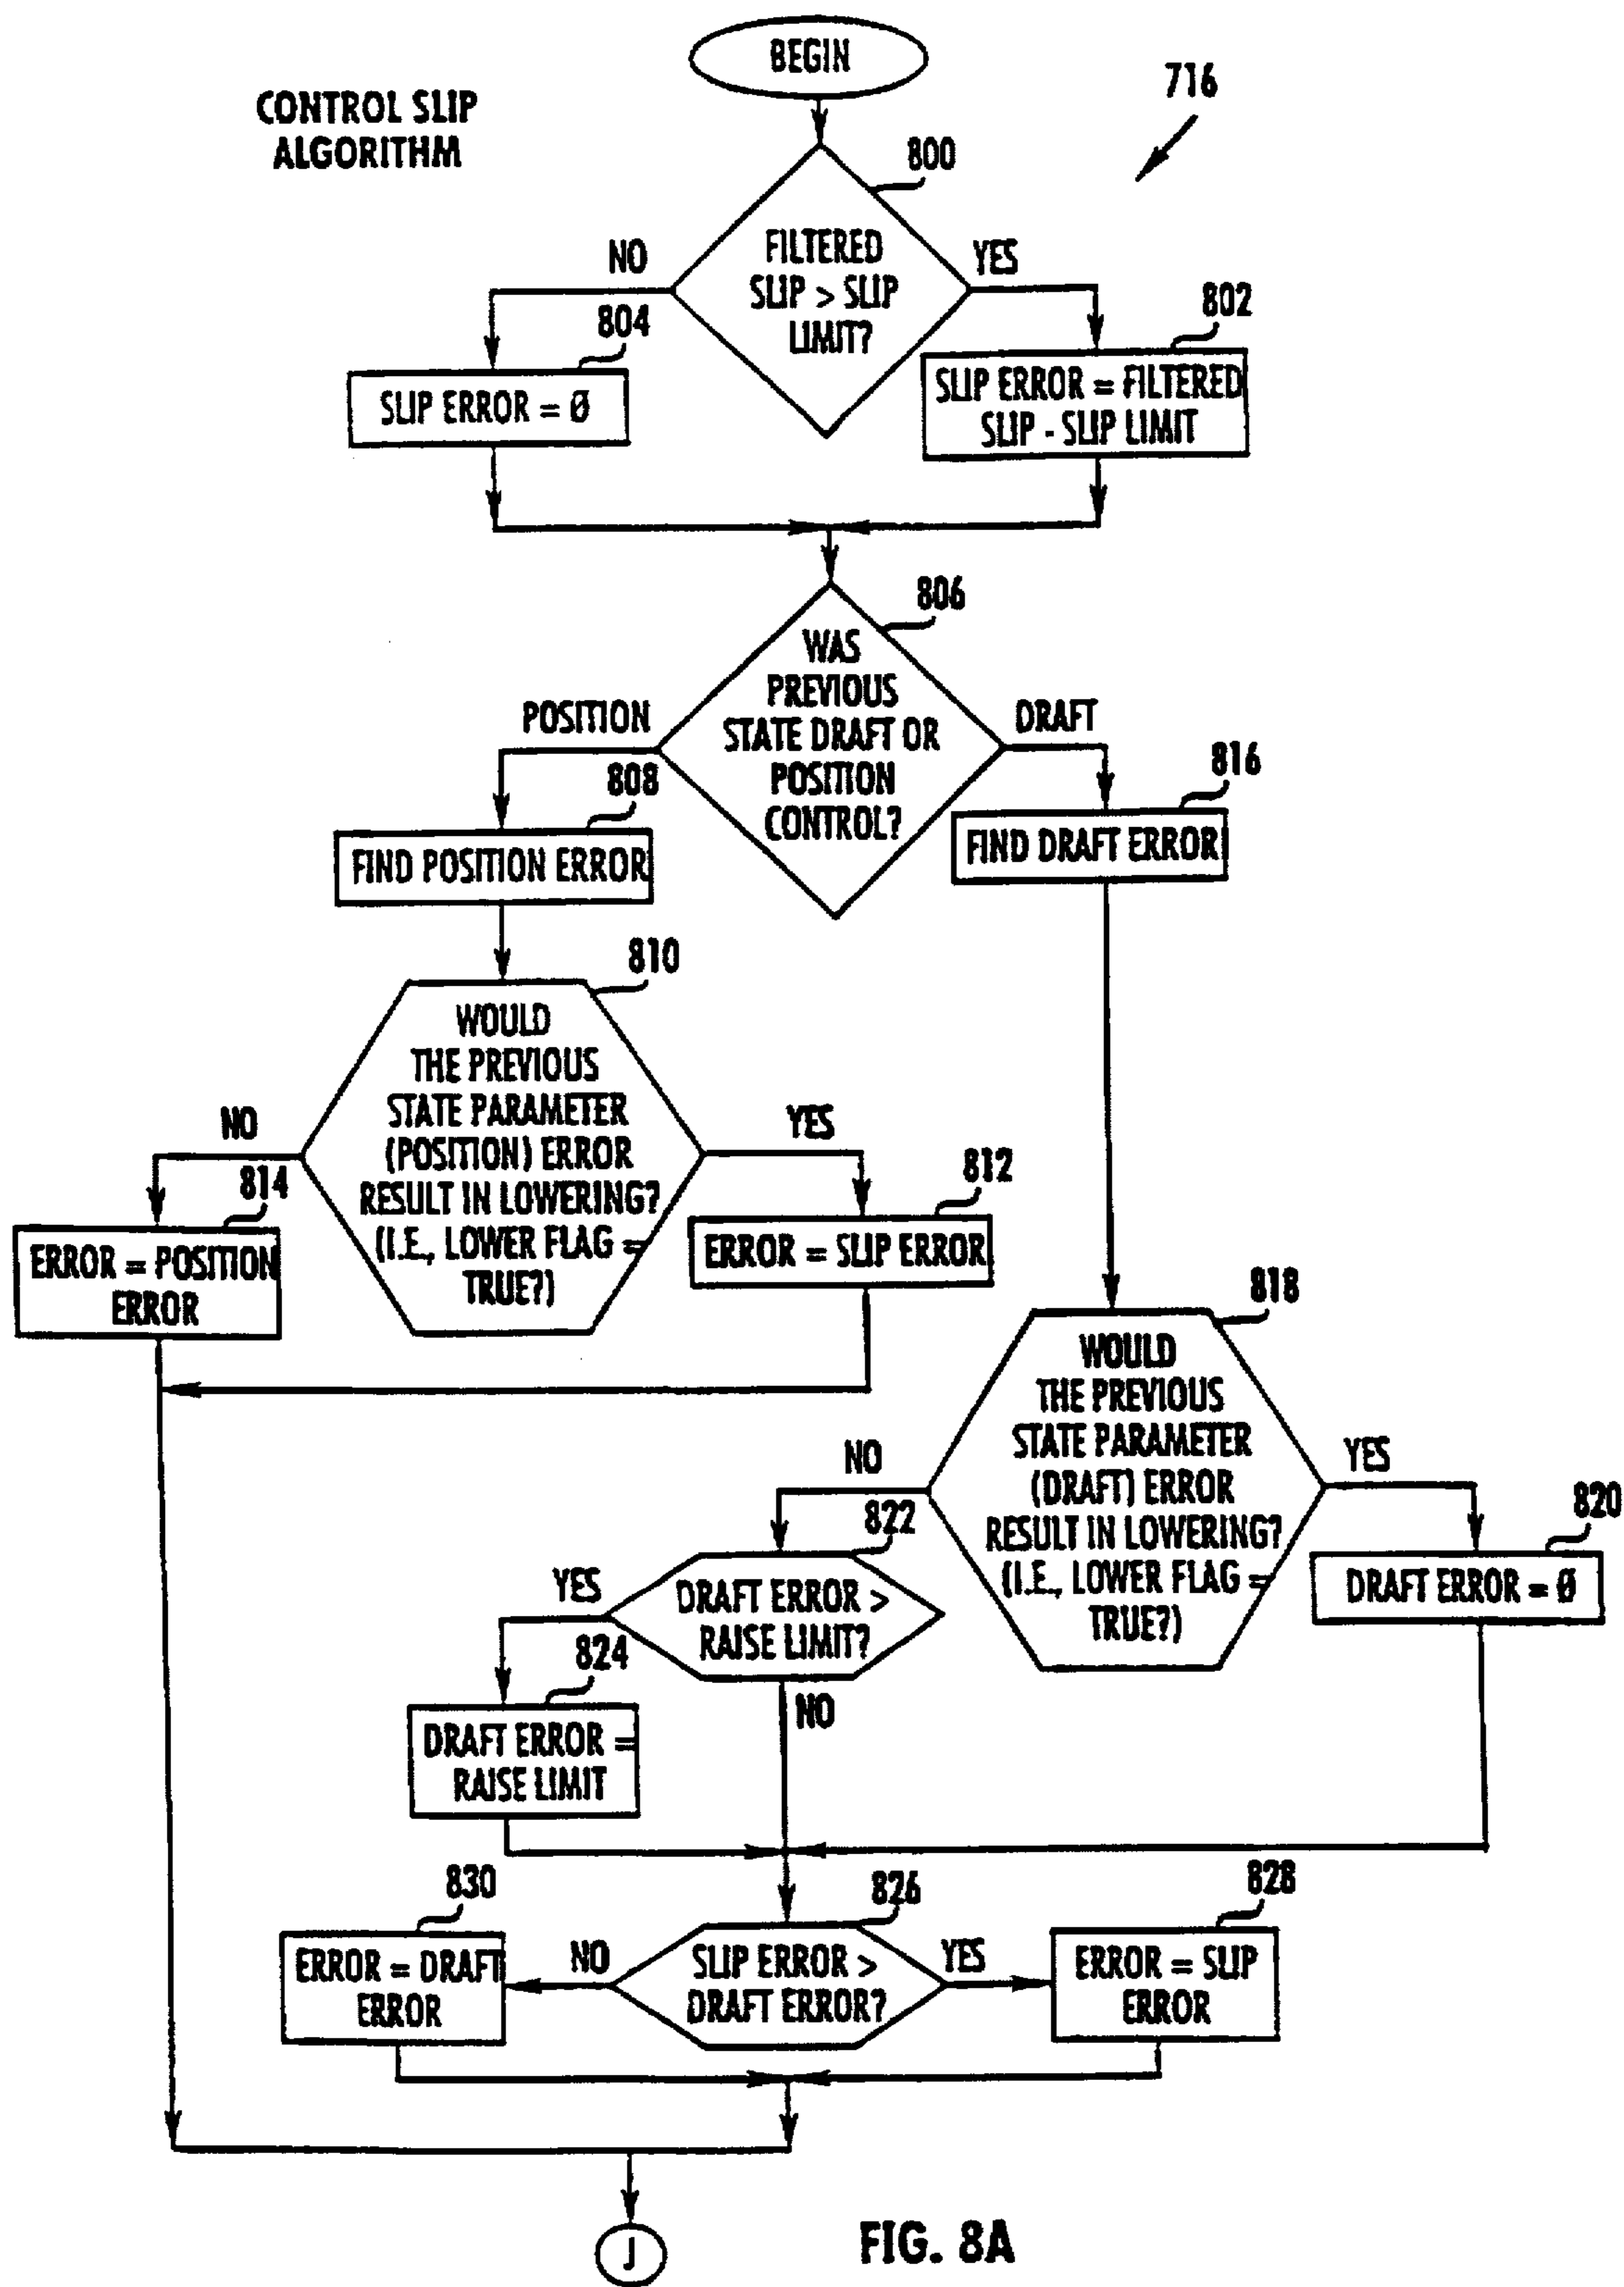 BEGIN
716
CONTROL SLIP
ALGORITHM
800
FILTERED
SLIP > SLIP
LIMIT?
NO
YES
804
802
SLIP ERROR = Ø
SLIP ERROR = FILTERED
SLIP - SLIP LIMIT
806
WAS
PREVIOUS
STATE DRAFT OR
POSITION
CONTROL?
POSITION
DRAFT
808
816
FIND POSITION ERROR
FIND DRAFT ERROR
810
WOULD
THE PREVIOUS
STATE PARAMETER
(POSITION) ERROR
RESULT IN LOWERING?
(I.E., LOWER FLAG =
TRUE?)
NO
YES
814
812
ERROR = POSITION
ERROR
ERROR = SLIP ERROR
818
WOULD
THE PREVIOUS
STATE PARAMETER
(DRAFT) ERROR
RESULT IN LOWERING?
(I.E., LOWER FLAG =
TRUE?)
NO
YES
822
820
DRAFT ERROR >
RAISE LIMIT?
DRAFT ERROR = Ø
YES
824
NO
DRAFT ERROR =
RAISE LIMIT
830
826
828
ERROR = DRAFT
ERROR
NO
SLIP ERROR >
DRAFT ERROR?
YES
ERROR = SLIP
ERROR
J
FIG. 8A